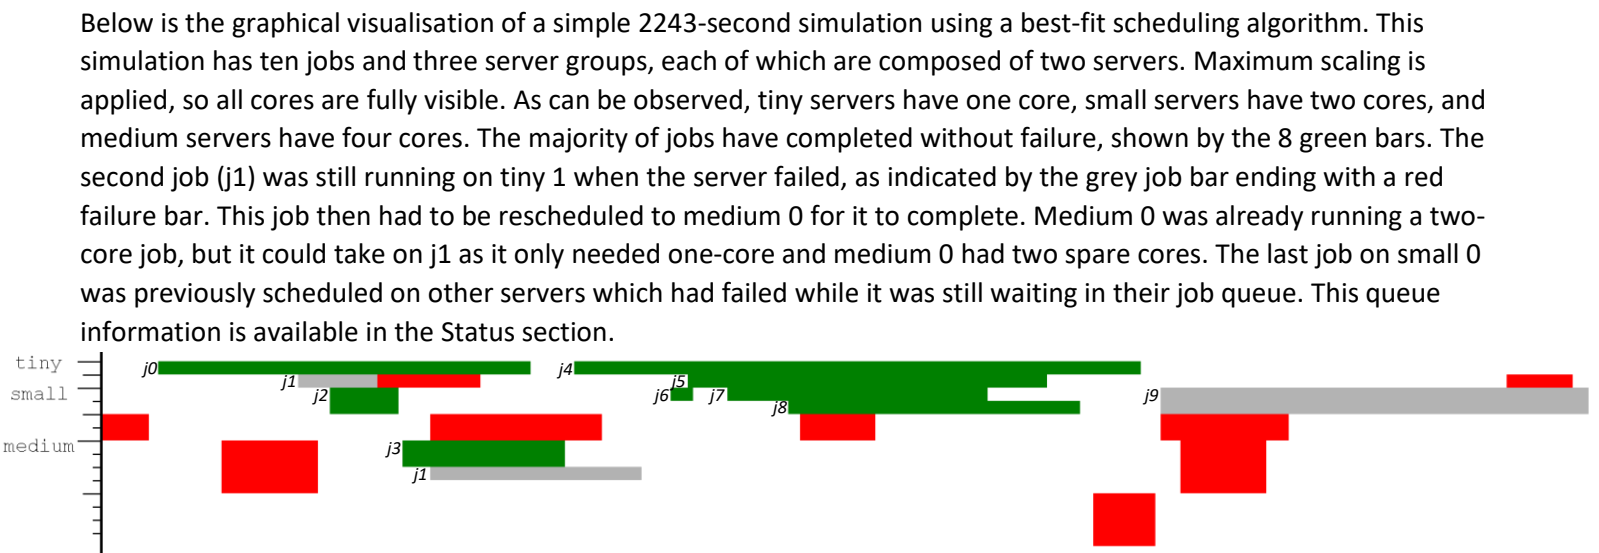 Below is the graphical visualisation of a simple 2243-second simulation using a best-fit scheduling algorithm. This
simulation has ten jobs and three server groups, each of which are composed of two servers. Maximum scaling is
applied, so all cores are fully visible. As can be observed, tiny servers have one core, small servers have two cores, and
medium servers have four cores. The majority of jobs have completed without failure, shown by the 8 green bars. The
second job (j1) was still running on tiny 1 when the server failed, as indicated by the grey job bar ending with a red
failure bar. This job then had to be rescheduled to medium 0 for it to complete. Medium 0 was already running a two-
core job, but it could take on j1 as it only needed one-core and medium 0 had two spare cores. The last job on small 0
was previously scheduled on other servers which had failed while it was still waiting in their job queue. This queue
information is available in the Status section.
tiny j0 j4
j1 j5
small j2 j6 j7 j9
j8
medium j3
j1